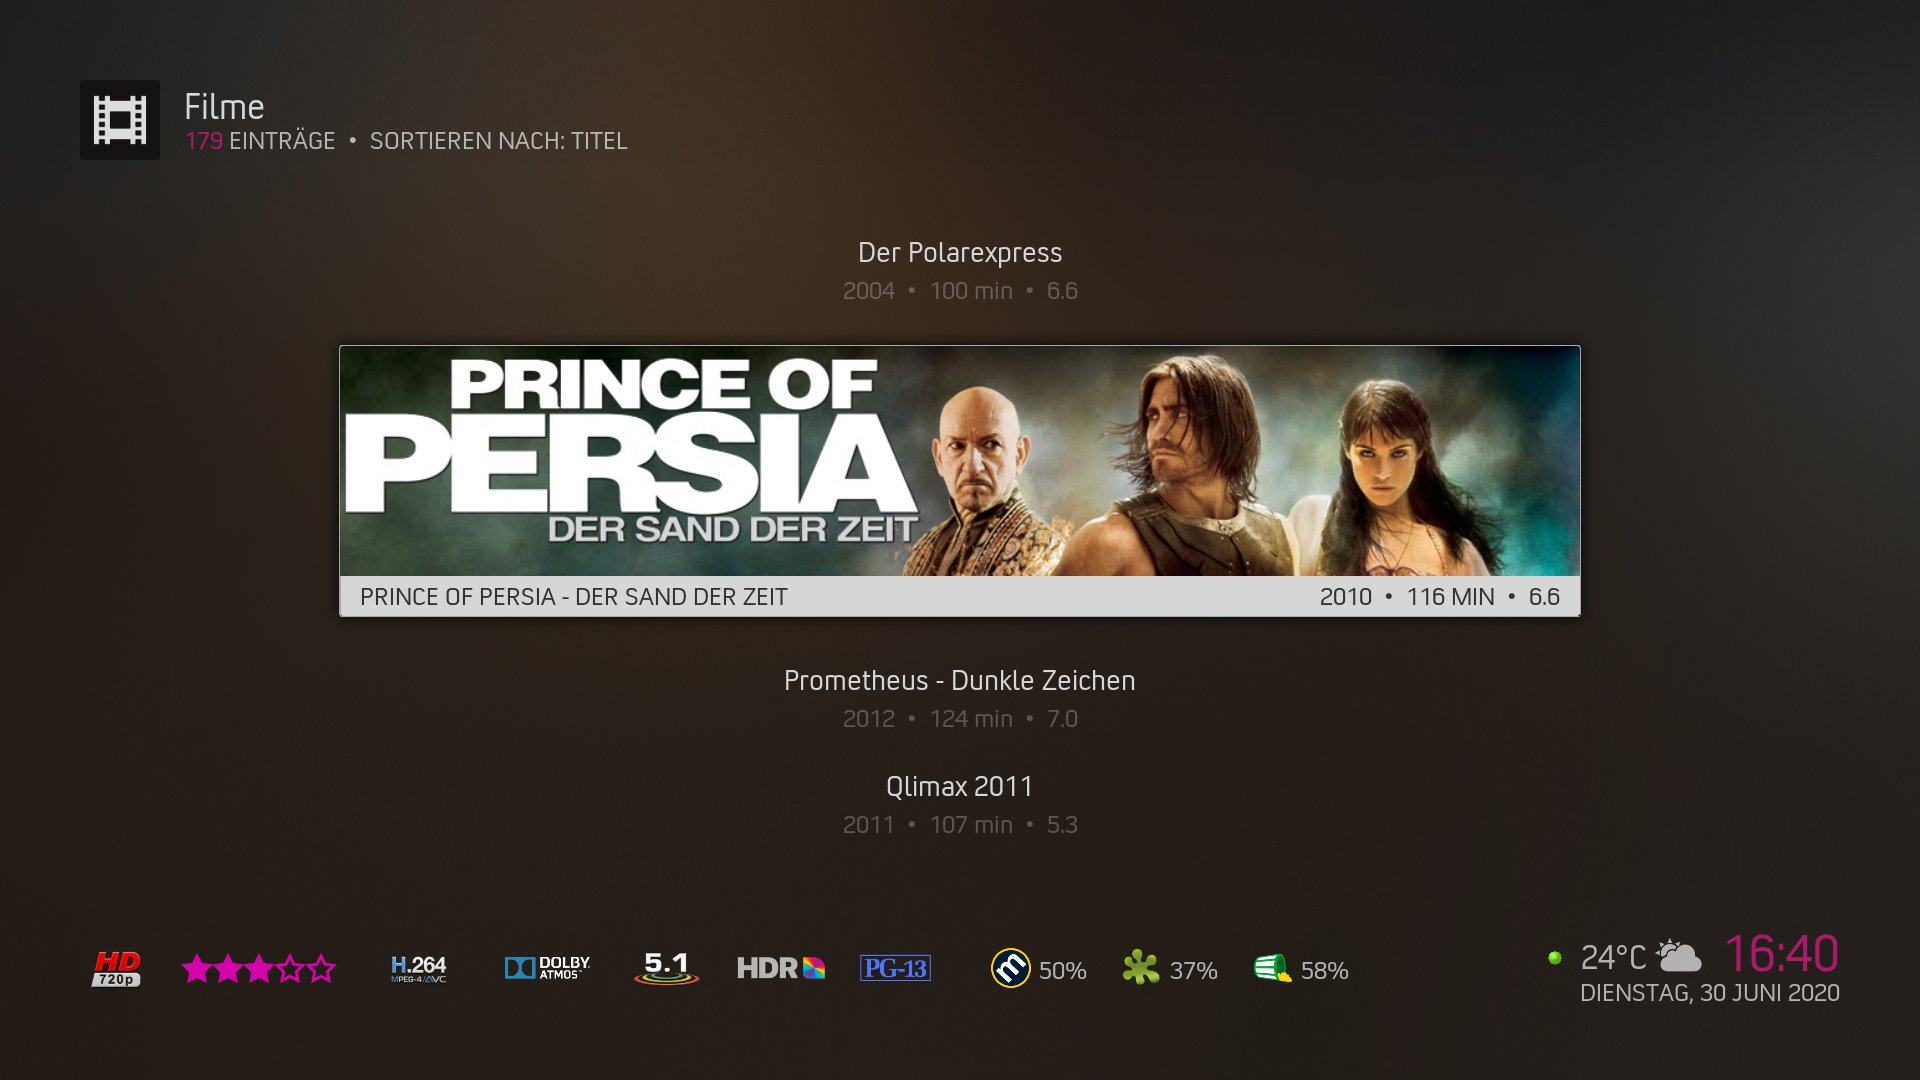 Filme
179 EINTRÄGE • SORTIEREN NACH: TITEL
Der Polarexpress
2004 • 100 min • 6.6
PRINCE OF
PERSIA
DER SAND DER ZEIT
PRINCE OF PERSIA - DER SAND DER ZEIT 2010 • 116 MIN • 6.6
Prometheus - Dunkle Zeichen
2012 • 124 min • 7.0
Qlimax 2011
2011 • 107 min • 5.3
HD
720p
H.264
MPEG-4/AVC
DOLBY
ATMOS
5.1
HDR
PG-13
m 50%
37%
58%
24°C 16:40
DIENSTAG, 30 JUNI 2020